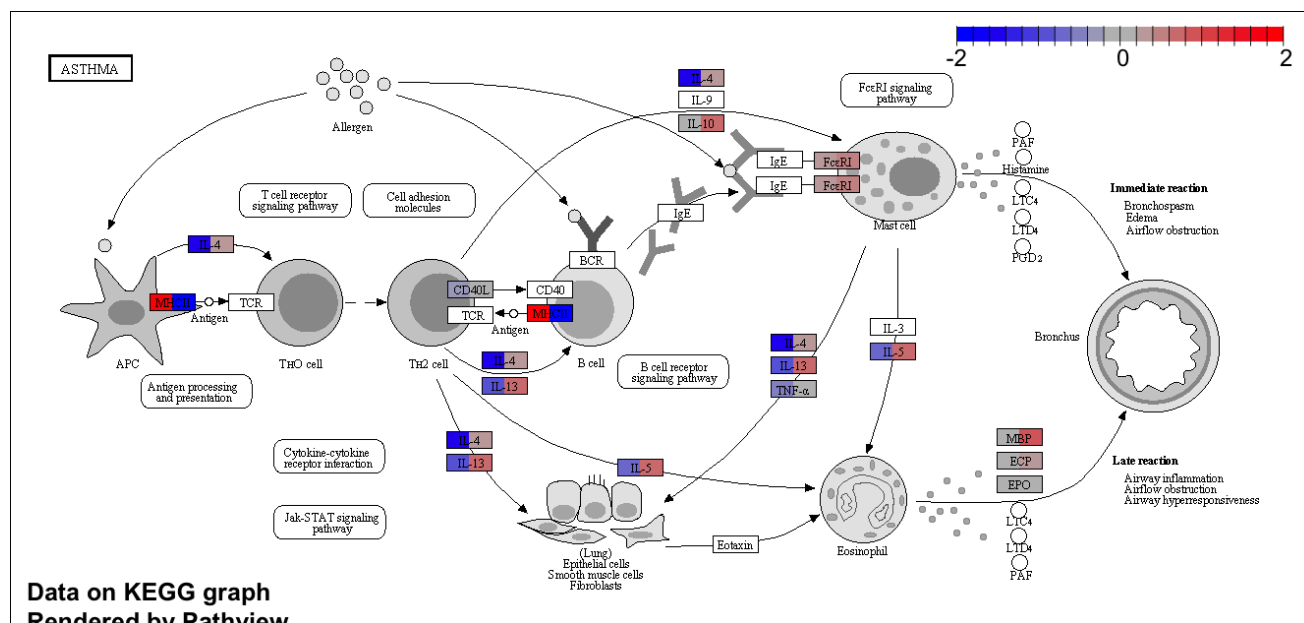 -2
0
2
ASTHMA
Allergen
IL-4
IL-9
IL-10
FcεRI signaling
pathway
T cell receptor
signaling pathway
Cell adhesion
molecules
IgE
FcεRI
IgE
FcεRI
IgE
Mast cell
PAF
Histamine
LTC4
LTD4
PGD2
Immediate reaction
Bronchospasm
Edema
Airflow obstruction
IL-4
BCR
MHCII
TCR
Antigen
CD40L
CD40
TCR
MHCII
Antigen
APC
TH0 cell
TH2 cell
B cell
IL-4
IL-13
Antigen processing
and presentation
B cell receptor
signaling pathway
IL-4
IL-13
TNF-α
IL-3
IL-5
Bronchus
Cytokine-cytokine
receptor interaction
IL-4
IL-13
IL-5
Jak-STAT signaling
pathway
(Lung)
Epithelial cells
Smooth muscle cells
Fibroblasts
Eotaxin
Eosinophil
MBP
ECP
EPO
LTC4
LTD4
PAF
Late reaction
Airway inflammation
Airflow obstruction
Airway hyperresponsiveness
Data on KEGG graph
Rendered by Pathview